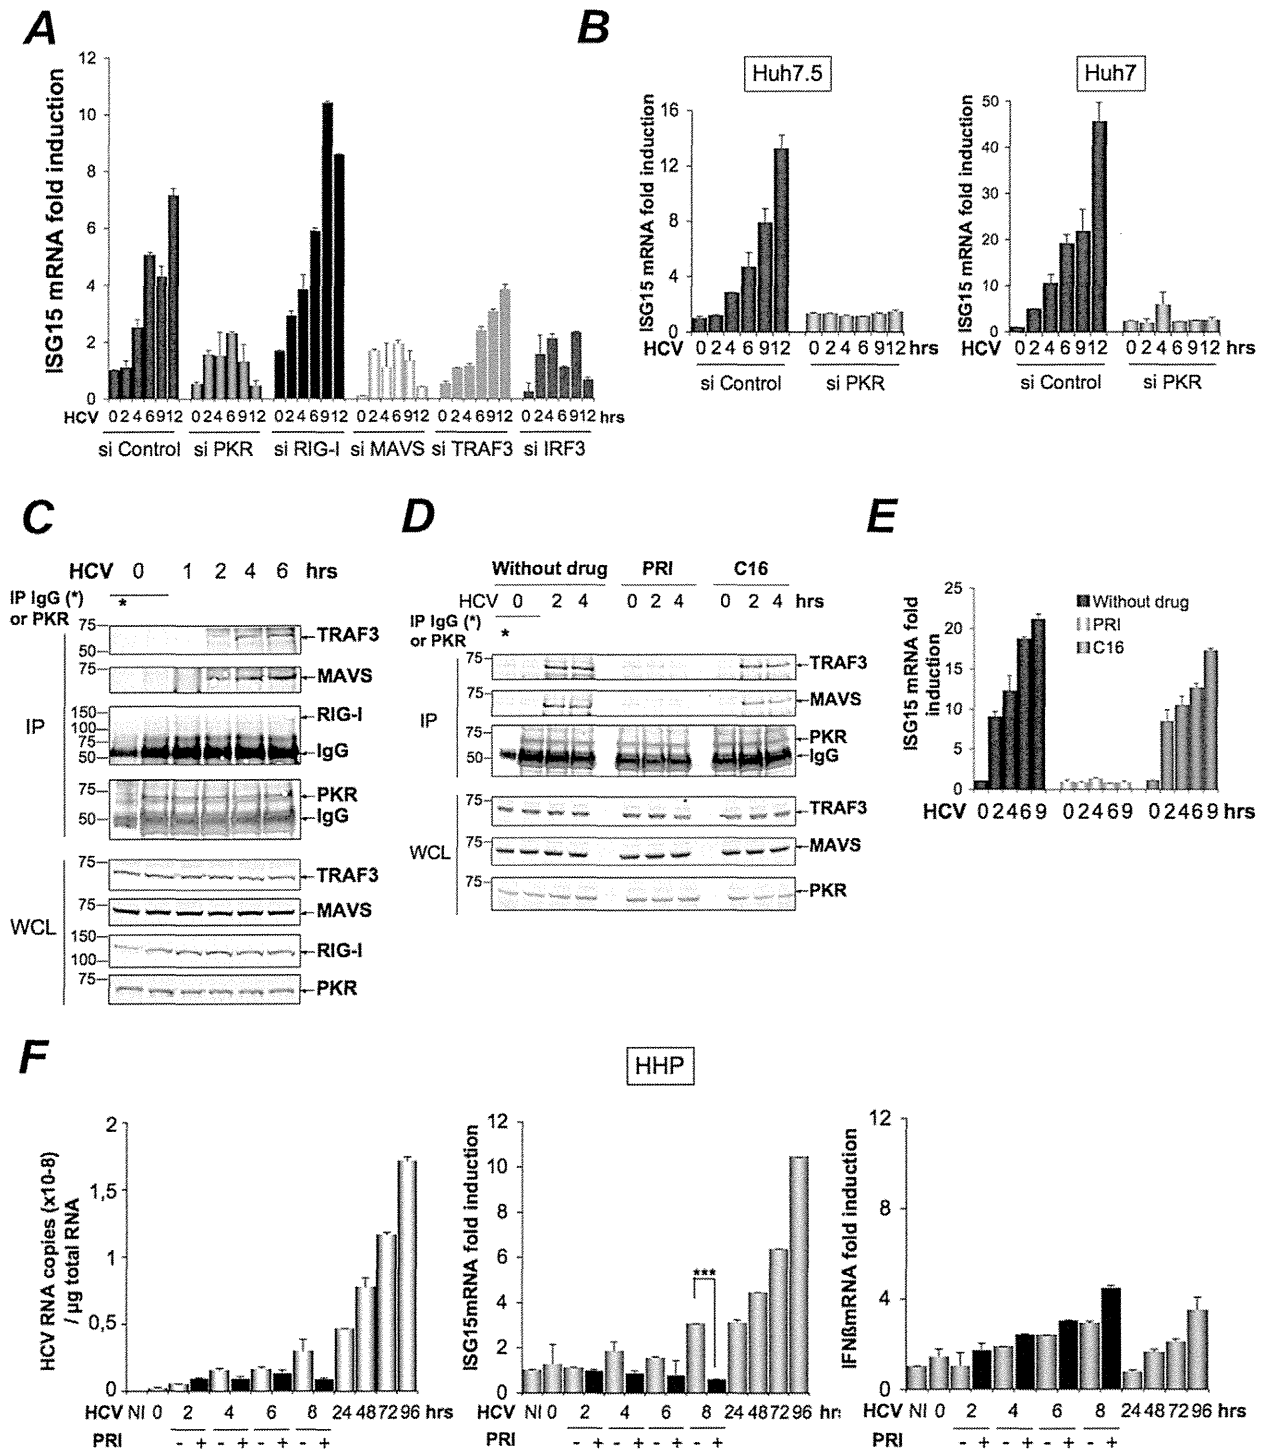 A
ISG15 mRNA fold induction
12
10
8
6
4
2
0
HCV 0 2 4 6 9 12 0 2 4 6 9 12 0 2 4 6 9 12 0 2 4 6 9 12 0 2 4 6 9 12 0 2 4 6 9 12 hrs
si Control si PKR si RIG-I si MAVS si TRAF3 si IRF3
B
Huh7.5
ISG15 mRNA fold induction
16
12
8
4
0
HCV 0 2 4 6 9 12 0 2 4 6 9 12 hrs
si Control si PKR
Huh7
ISG15 mRNA fold induction
50
40
30
20
10
0
HCV 0 2 4 6 9 12 0 2 4 6 9 12 hrs
si Control si PKR
C
HCV 0 1 2 4 6 hrs
IP IgG (*)
or PKR
*
IP
75
50
TRAF3
75
MAVS
150
100
75
50
RIG-I
IgG
75
50
PKR
IgG
WCL
75
TRAF3
75
MAVS
150
100
RIG-I
75
PKR
D
Without drug PRI C16
HCV 0 2 4 0 2 4 0 2 4 hrs
IP IgG (*)
or PKR
*
IP
75
TRAF3
75
MAVS
75
50
PKR
IgG
WCL
75
TRAF3
75
MAVS
75
PKR
E
ISG15 mRNA fold
induction
25
20
15
10
5
0
Without drug
PRI
C16
HCV 0 2 4 6 9 0 2 4 6 9 0 2 4 6 9 hrs
F
HHP
HCV RNA copies (x10-8)
/ µg total RNA
2
1,5
1
0,5
0
HCV NI 0 2 4 6 8 24 48 72 96 hrs
PRI - + - + - + - +
ISG15mRNA fold induction
12
10
8
6
4
2
0
***
HCV NI 0 2 4 6 8 24 48 72 96 hr
PRI - + - + - + - +
IFNßmRNA fold induction
12
8
4
0
HCV NI 0 2 4 6 8 24 48 72 96 hrs
PRI - + - + - + - +